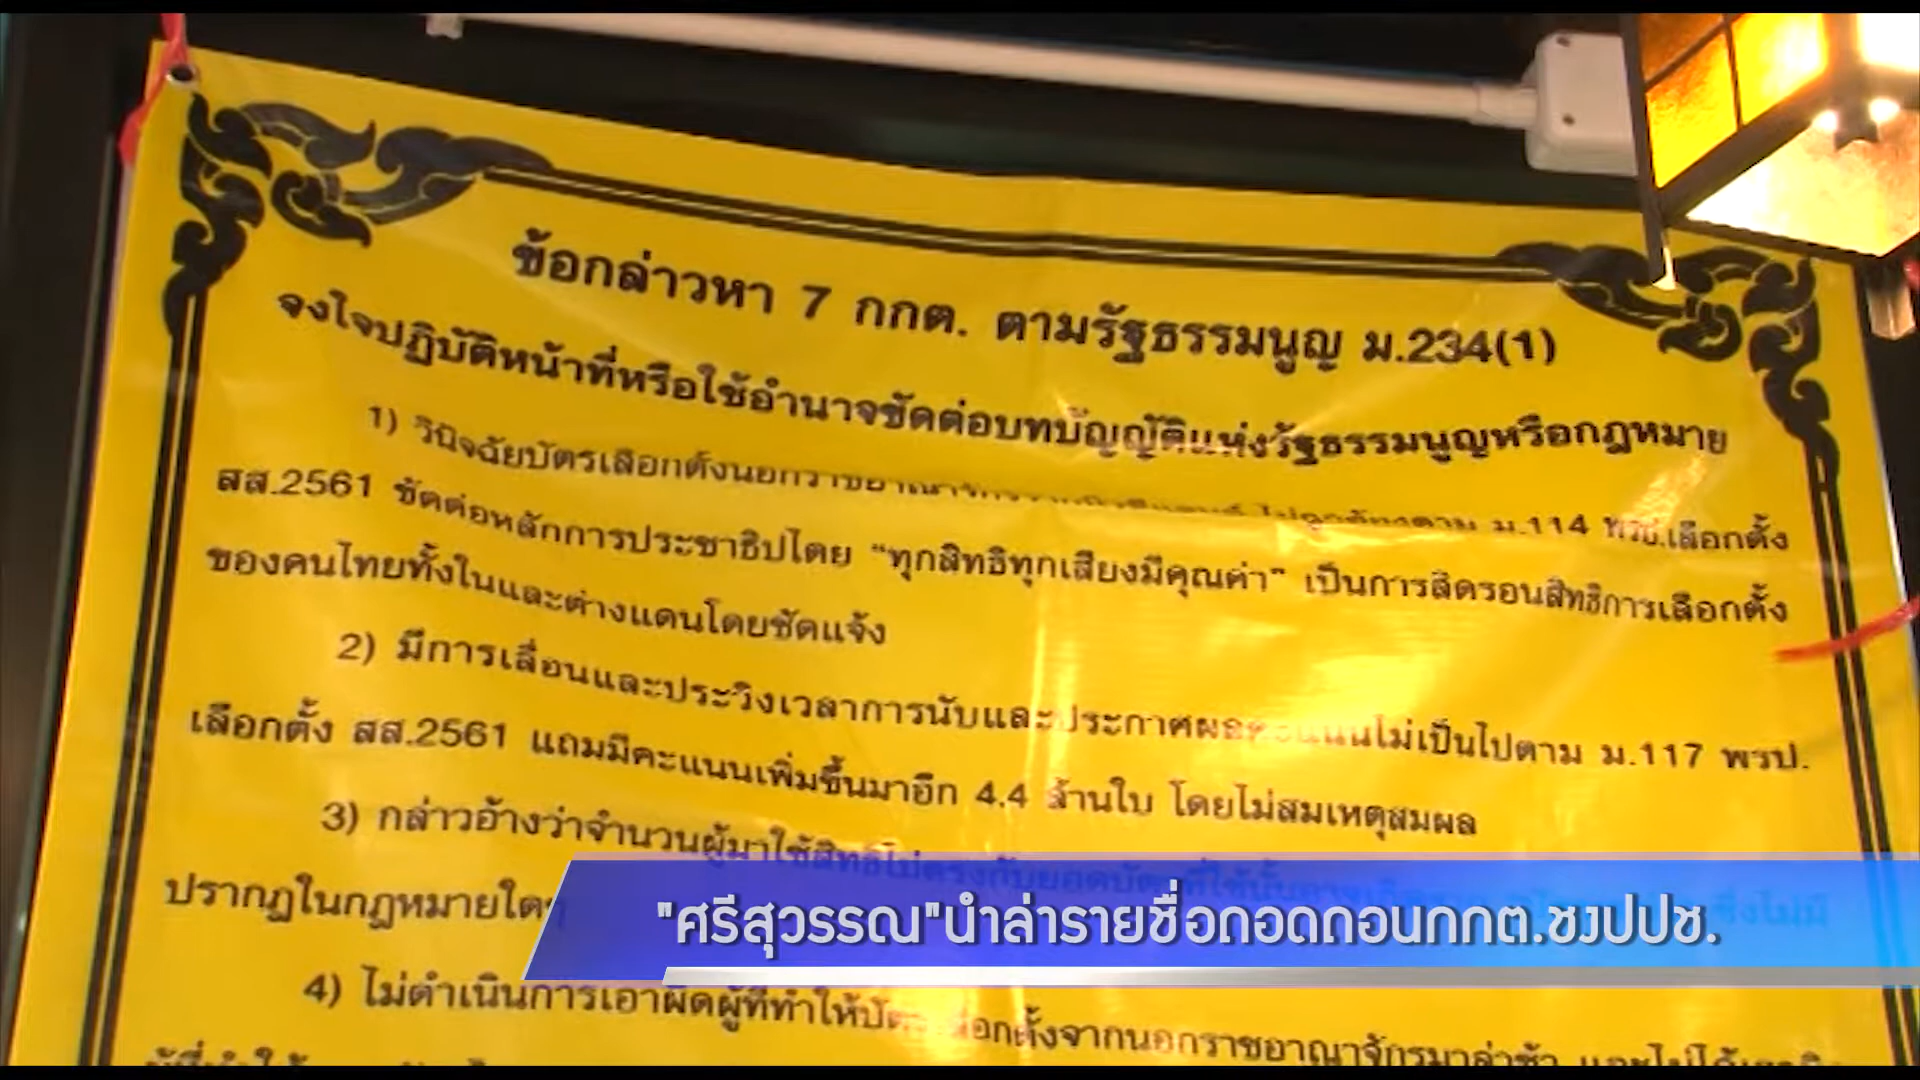 ข้อกล่าวหา 7 กกต. ตามรัฐธรรมนูญ ม.234(1)
จงใจปฏิบัติหน้าที่หรือใช้อำนาจขัดต่อบทบัญญัติแห่งรัฐธรรมนูญหรือกฎหมาย
1) วินิจฉัยบัตรเลือกตั้งนอกราชอาณาจักร ม.114 พรป.เลือกตั้ง
สส.2561 ขัดต่อหลักการประชาธิปไตย “ทุกสิทธิทุกเสียงมีคุณค่า” เป็นการลิดรอนสิทธิการเลือกตั้ง
ของคนไทยทั้งในและต่างแดนโดยชัดแจ้ง
2) มีการเลื่อนและประวิงเวลาการนับและประกาศผลคะแนนไม่เป็นไปตาม ม.117 พรป.
เลือกตั้ง สส.2561 แถมมีคะแนนเพิ่มขึ้นมาอีก 4.4 ล้านใบ โดยไม่สมเหตุสมผล
3) กล่าวอ้างว่าจำนวนผู้มาใช้สิทธิไม่ตรงกับยอดบัตรที่ใช้นั้น ซึ่งไม่มี
ปรากฏในกฎหมายใดๆ
"ศรีสุวรรณ"นำล่ารายชื่อถอดถอนกกต.ชงปปช.
4) ไม่ดำเนินการเอาผิดผู้ที่ทำให้บัตรเลือกตั้งจากนอกราชอาณาจักรมาล่าช้า และไม่ได้